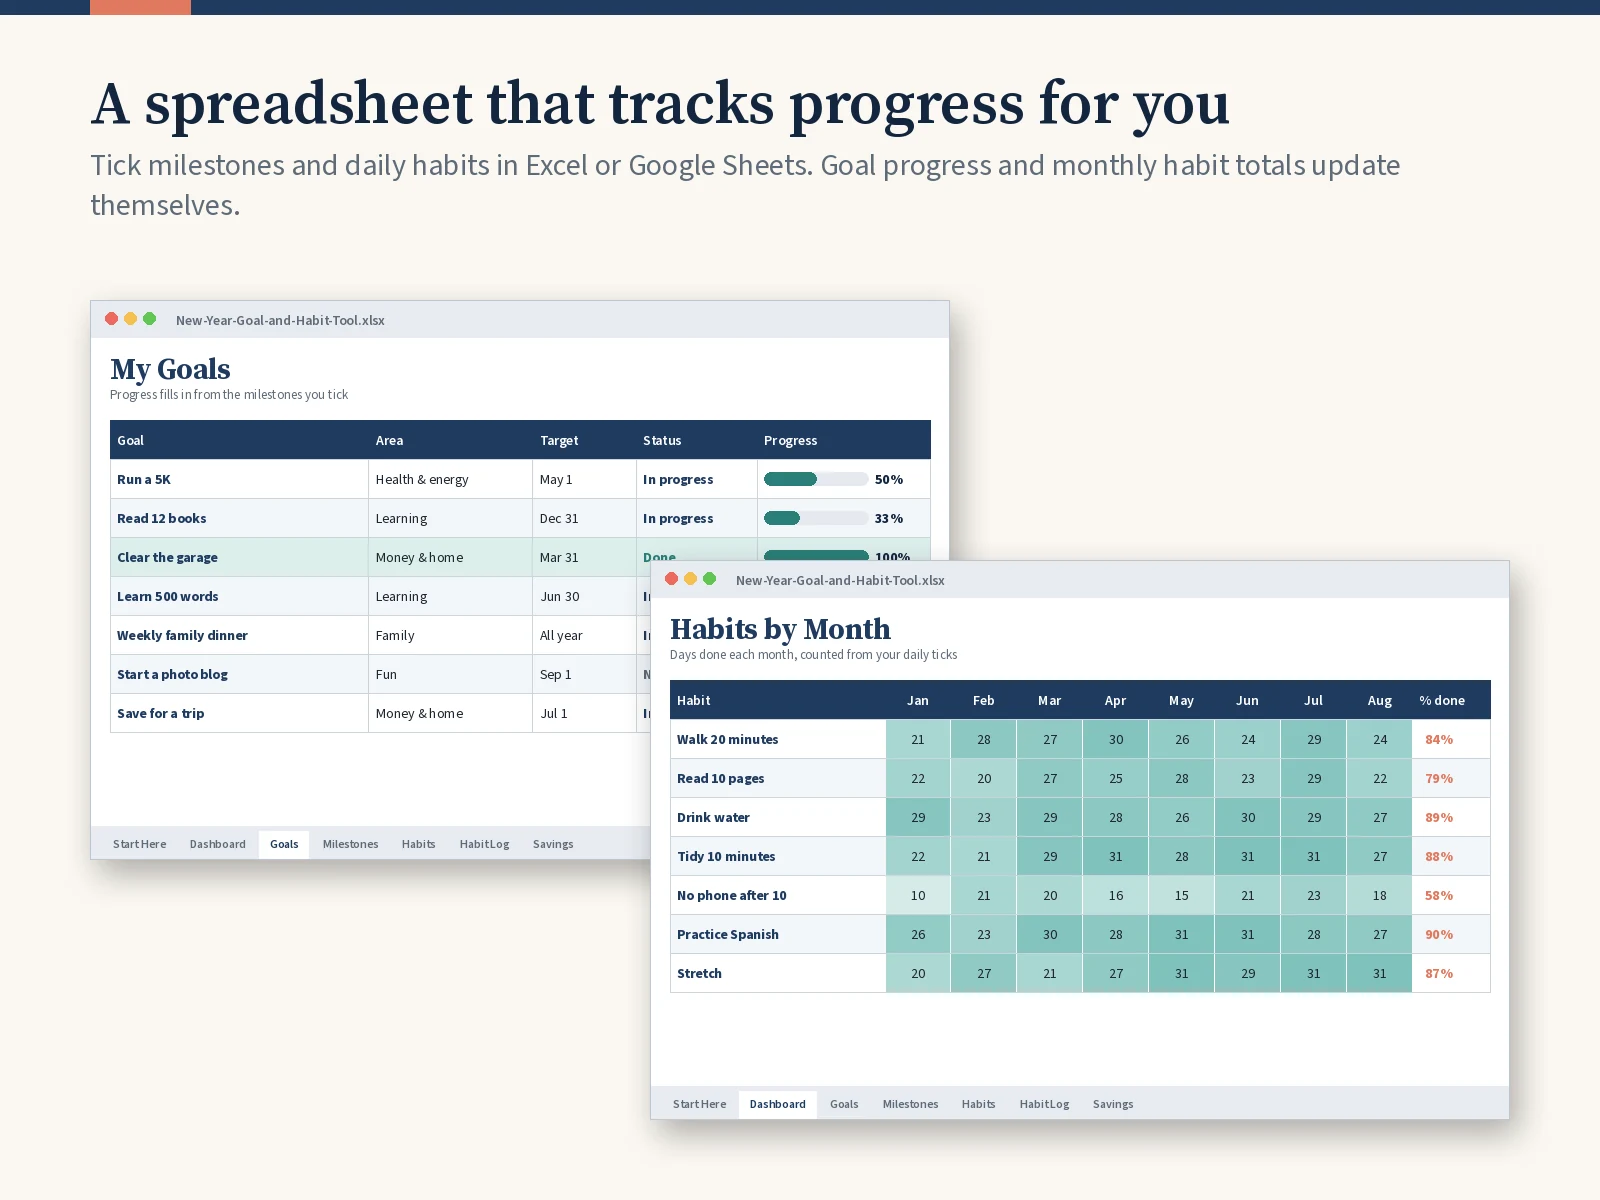 A spreadsheet that tracks progress for you
Tick milestones and daily habits in Excel or Google Sheets. Goal progress and monthly habit totals update
themselves.
New-Year-Goal-and-Habit-Tool.xlsx
My Goals
Progress fills in from the milestones you tick
Goal Area Target Status Progress
Run a 5K Health & energy May 1 In progress 50%
Read 12 books Learning Dec 31 In progress 33%
Clear the garage Money & home Mar 31 Done 100%
Learn 500 words Learning Jun 30
Weekly family dinner Family All year
Start a photo blog Fun Sep 1
Save for a trip Money & home Jul 1
Start Here Dashboard Goals Milestones Habits Habit Log Savings
New-Year-Goal-and-Habit-Tool.xlsx
Habits by Month
Days done each month, counted from your daily ticks
Habit Jan Feb Mar Apr May Jun Jul Aug % done
Walk 20 minutes 21 28 27 30 26 24 29 24 84%
Read 10 pages 22 20 27 25 28 23 29 22 79%
Drink water 29 23 29 28 26 30 29 27 89%
Tidy 10 minutes 22 21 29 31 28 31 31 27 88%
No phone after 10 10 21 20 16 15 21 23 18 58%
Practice Spanish 26 23 30 28 31 31 28 27 90%
Stretch 20 27 21 27 31 29 31 31 87%
Start Here Dashboard Goals Milestones Habits Habit Log Savings